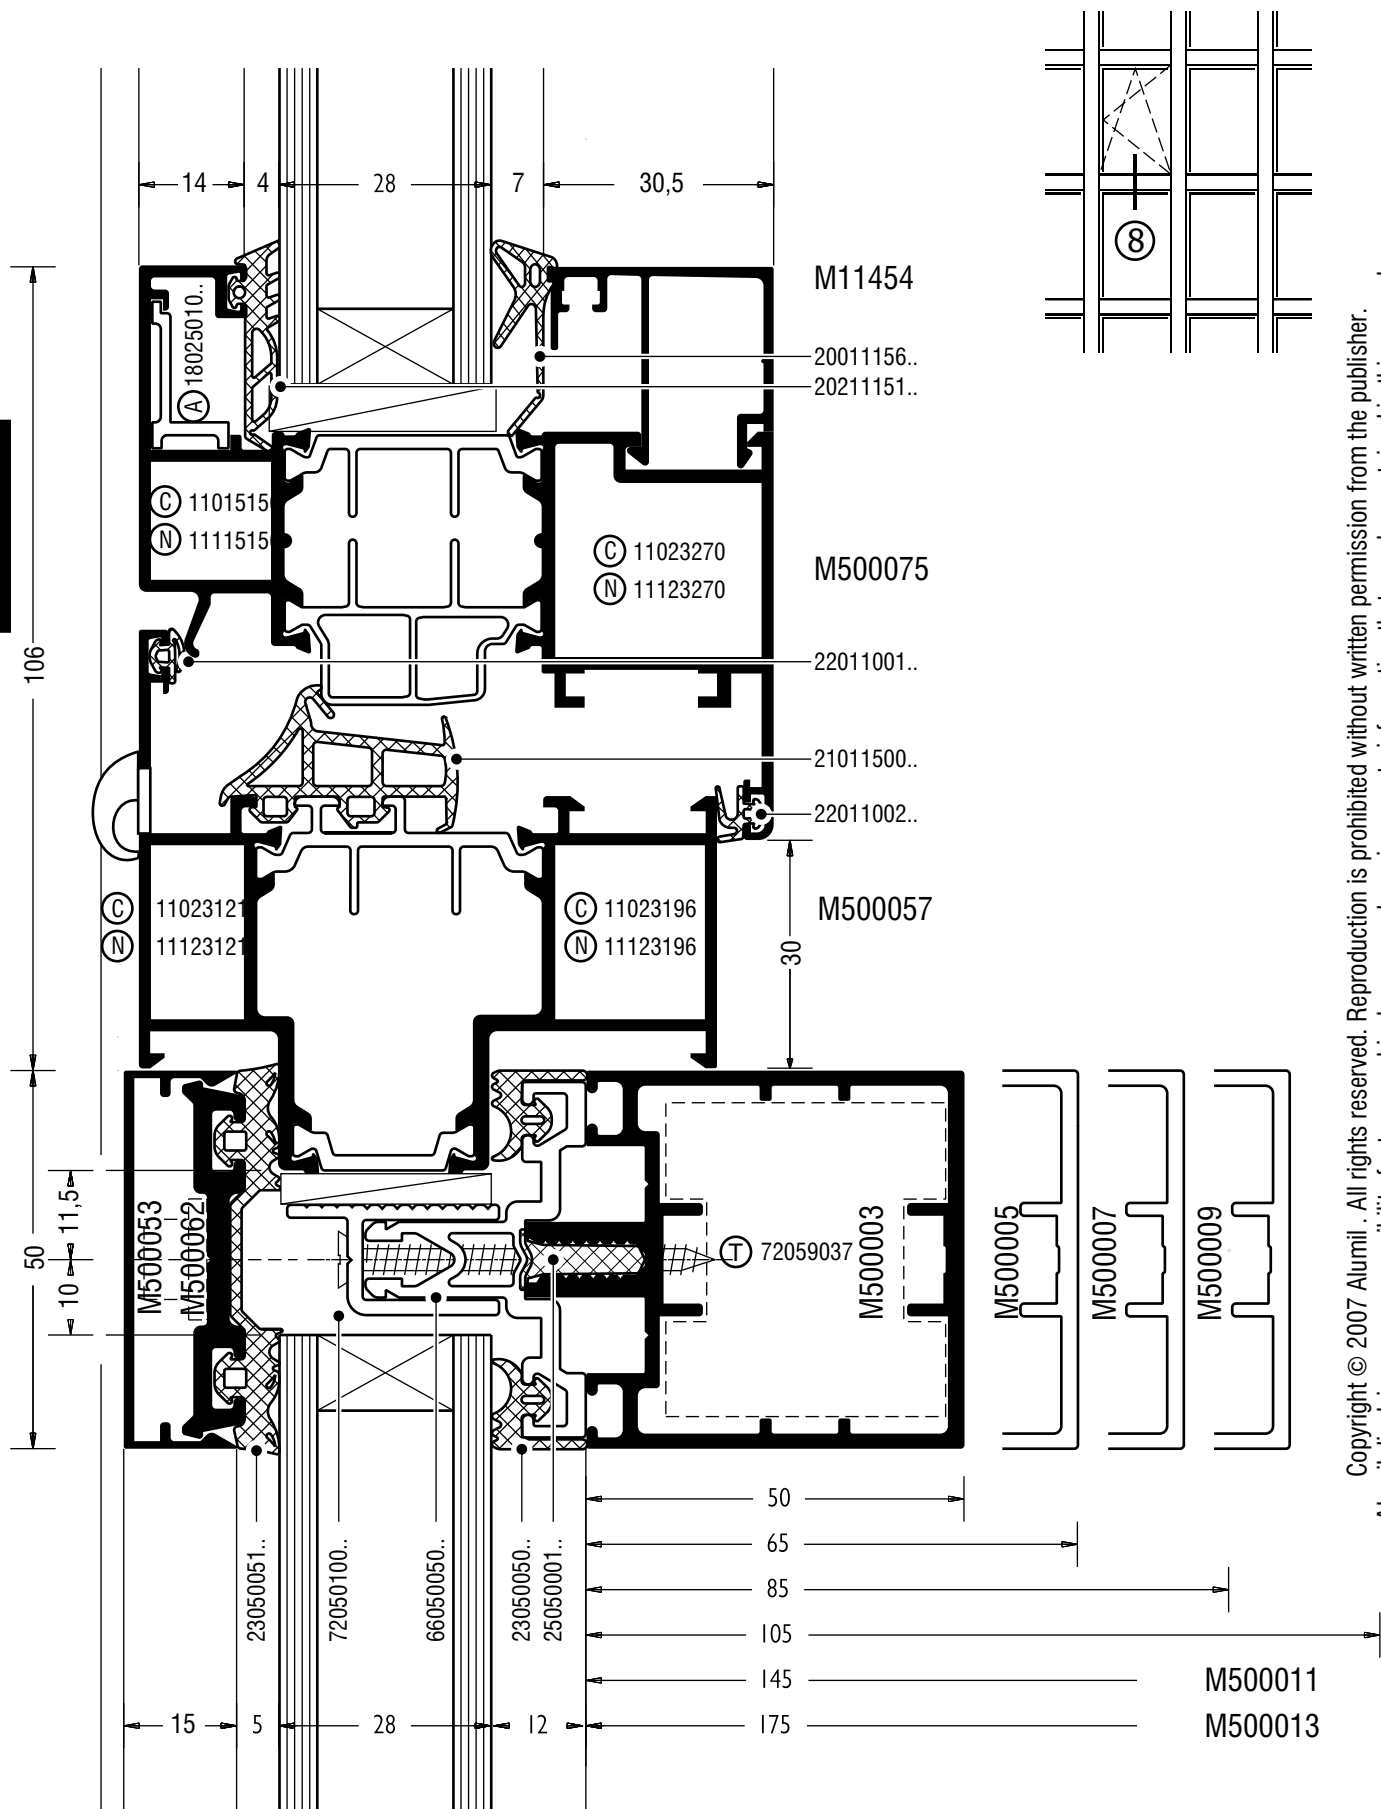 8
14
4
28
7
30,5
M11454
A 18025010..
20011156..
20211151..
C 1101515
N 1111515
C 11023270
N 11123270
M500075
106
22011001..
21011500..
22011002..
C 11023121
N 11123121
C 11023196
N 11123196
M500057
30
50
11,5
10
M500053
M500062
T 72059037
M500003
M500005
M500007
M500009
23050051..
72050100..
66050050..
23050050..
25050001..
50
65
85
105
145
M500011
175
M500013
15
5
28
12
Copyright © 2007 Alumil . All rights reserved. Reproduction is prohibited without written permission from the publisher.